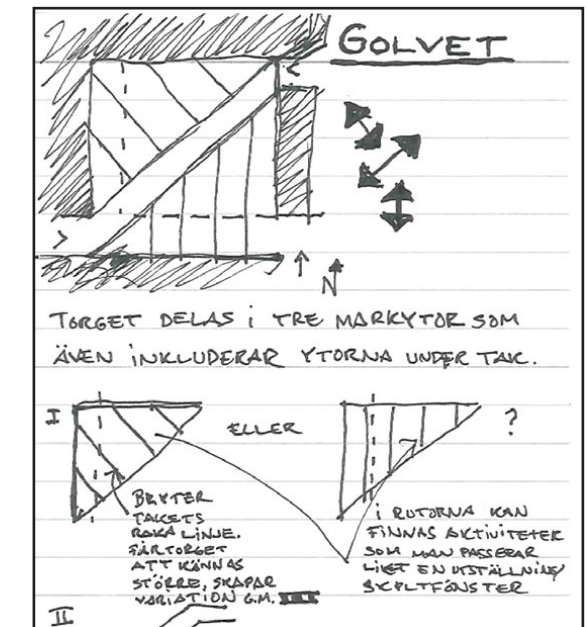 GOLVET
N
TORGET DELAS I TRE MARKYTOR SOM
ÄVEN INKLUDERAR YTORNA UNDER TAK.
I
ELLER
?
BRYTER
TAKETS
RAKA LINJE.
FÅR TORGET
ATT KÄNNAS
STÖRRE, SKAPAR
VARIATION G.M.
I RUTORNA KAN
FINNAS AKTIVITETER
SOM MAN PASSERAR
LIKT EN UTSTÄLLNING/
SKYLTFÖNSTER
II